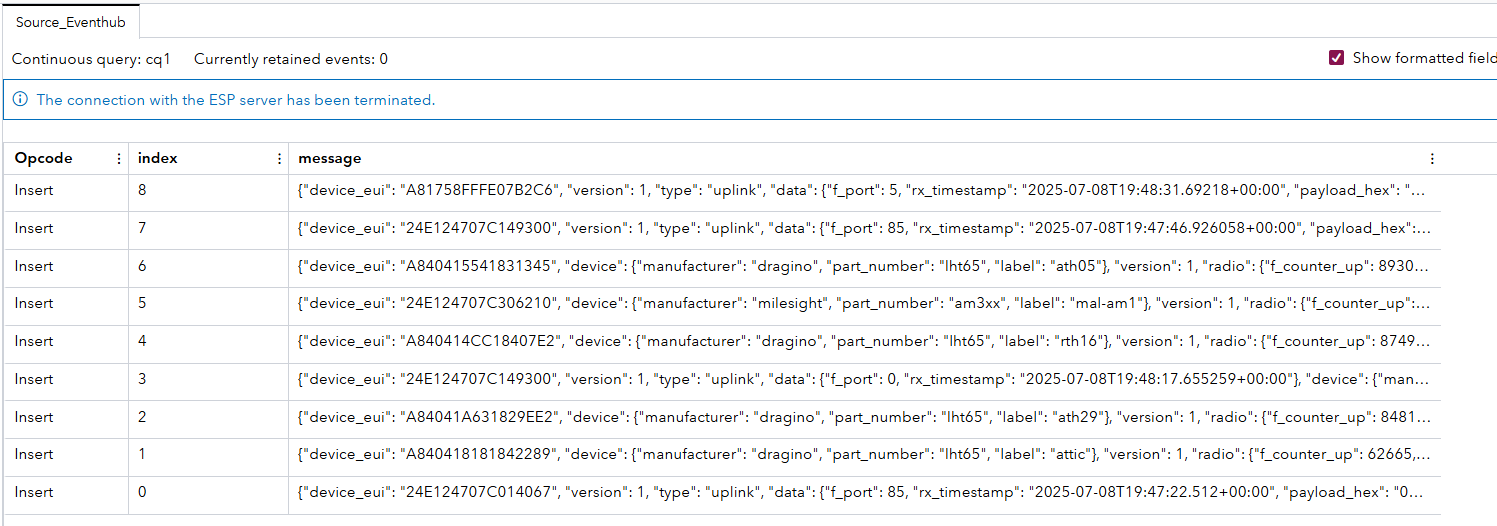 Source_Eventhub
Continuous query: cq1 Currently retained events: 0 Show formatted field
The connection with the ESP server has been terminated.
Opcode index message
Insert 8 {"device_eui": "A81758FFFE07B2C6", "version": 1, "type": "uplink", "data": {"f_port": 5, "rx_timestamp": "2025-07-08T19:48:31.69218+00:00", "payload_hex": "...
Insert 7 {"device_eui": "24E124707C149300", "version": 1, "type": "uplink", "data": {"f_port": 85, "rx_timestamp": "2025-07-08T19:47:46.926058+00:00", "payload_hex":...
Insert 6 {"device_eui": "A840415541831345", "device": {"manufacturer": "dragino", "part_number": "lht65", "label": "ath05"}, "version": 1, "radio": {"f_counter_up": 8930...
Insert 5 {"device_eui": "24E124707C306210", "device": {"manufacturer": "milesight", "part_number": "am3xx", "label": "mal-am1"}, "version": 1, "radio": {"f_counter_up":...
Insert 4 {"device_eui": "A840414CC18407E2", "device": {"manufacturer": "dragino", "part_number": "lht65", "label": "rth16"}, "version": 1, "radio": {"f_counter_up": 8749...
Insert 3 {"device_eui": "24E124707C149300", "version": 1, "type": "uplink", "data": {"f_port": 0, "rx_timestamp": "2025-07-08T19:48:17.655259+00:00"}, "device": {"man...
Insert 2 {"device_eui": "A84041A631829EE2", "device": {"manufacturer": "dragino", "part_number": "lht65", "label": "ath29"}, "version": 1, "radio": {"f_counter_up": 8481...
Insert 1 {"device_eui": "A840418181842289", "device": {"manufacturer": "dragino", "part_number": "lht65", "label": "attic"}, "version": 1, "radio": {"f_counter_up": 62665,...
Insert 0 {"device_eui": "24E124707C014067", "version": 1, "type": "uplink", "data": {"f_port": 85, "rx_timestamp": "2025-07-08T19:47:22.512+00:00", "payload_hex": "0...